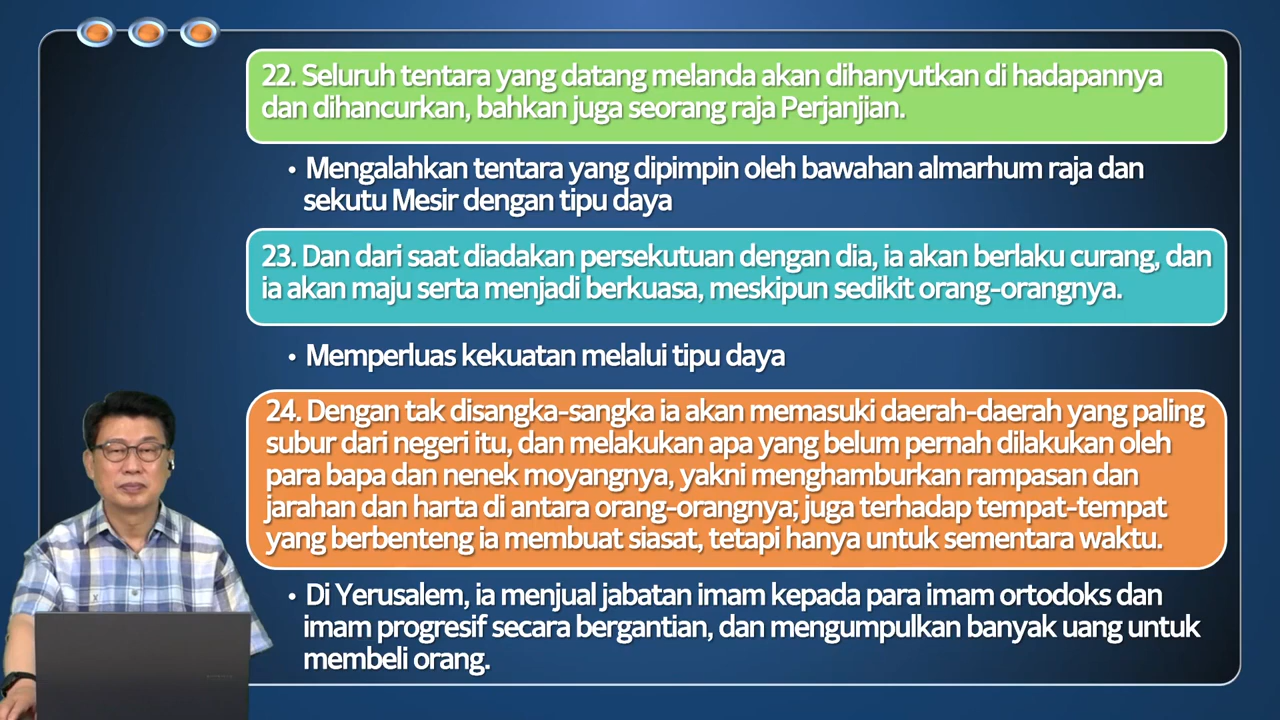 22. Seluruh tentara yang datang melanda akan dihanyutkan di hadapannya
dan dihancurkan, bahkan juga seorang raja Perjanjian.
• Mengalahkan tentara yang dipimpin oleh bawahan almarhum raja dan
sekutu Mesir dengan tipu daya
23. Dan dari saat diadakan persekutuan dengan dia, ia akan berlaku curang, dan
ia akan maju serta menjadi berkuasa, meskipun sedikit orang-orangnya.
• Memperluas kekuatan melalui tipu daya
24. Dengan tak disangka-sangka ia akan memasuki daerah-daerah yang paling
subur dari negeri itu, dan melakukan apa yang belum pernah dilakukan oleh
para bapa dan nenek moyangnya, yakni menghamburkan rampasan dan
jarahan dan harta di antara orang-orangnya; juga terhadap tempat-tempat
yang berbenteng ia membuat siasat, tetapi hanya untuk sementara waktu.
• Di Yerusalem, ia menjual jabatan imam kepada para imam ortodoks dan
imam progresif secara bergantian, dan mengumpulkan banyak uang untuk
membeli orang.